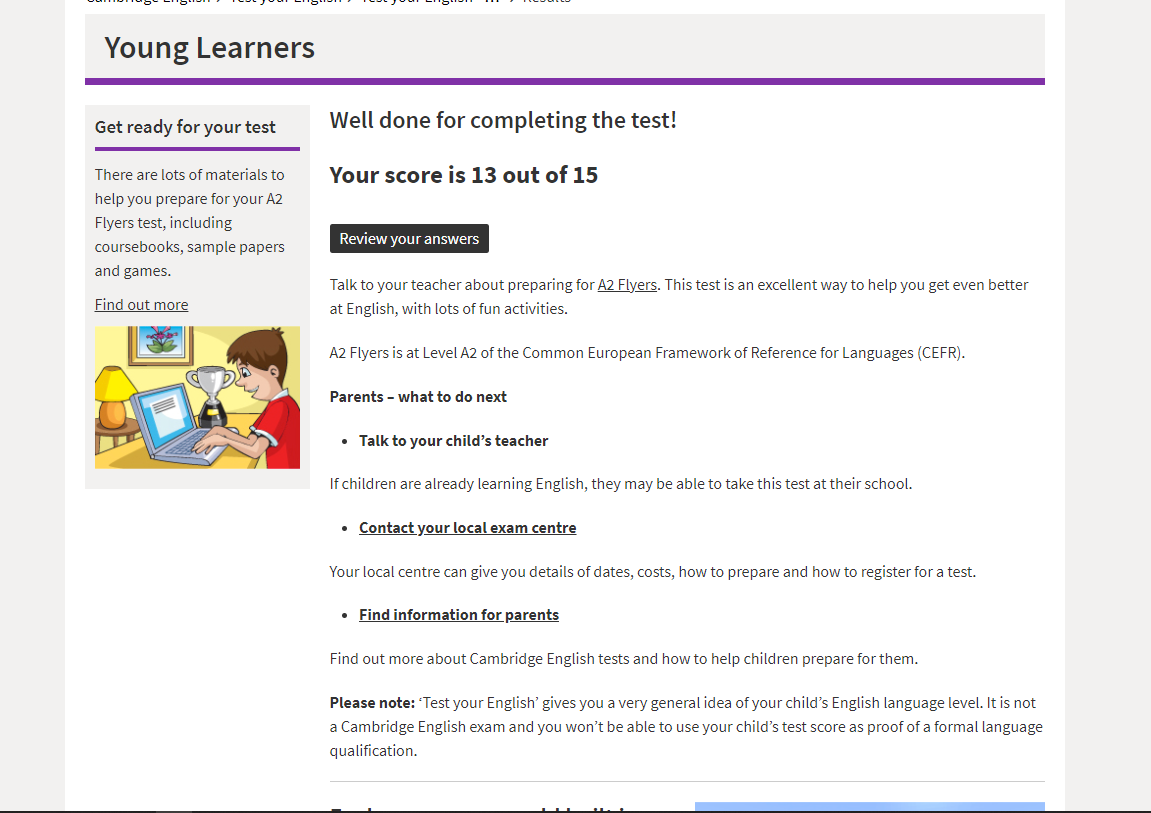 Young Learners
Get ready for your test
There are lots of materials to
help you prepare for your A2
Flyers test, including
coursebooks, sample papers
and games.
Find out more
Well done for completing the test!
Your score is 13 out of 15
Review your answers
Talk to your teacher about preparing for A2 Flyers. This test is an excellent way to help you get even better
at English, with lots of fun activities.
A2 Flyers is at Level A2 of the Common European Framework of Reference for Languages (CEFR).
Parents – what to do next
• Talk to your child’s teacher
If children are already learning English, they may be able to take this test at their school.
• Contact your local exam centre
Your local centre can give you details of dates, costs, how to prepare and how to register for a test.
• Find information for parents
Find out more about Cambridge English tests and how to help children prepare for them.
Please note: ‘Test your English’ gives you a very general idea of your child’s English language level. It is not
a Cambridge English exam and you won’t be able to use your child’s test score as proof of a formal language
qualification.